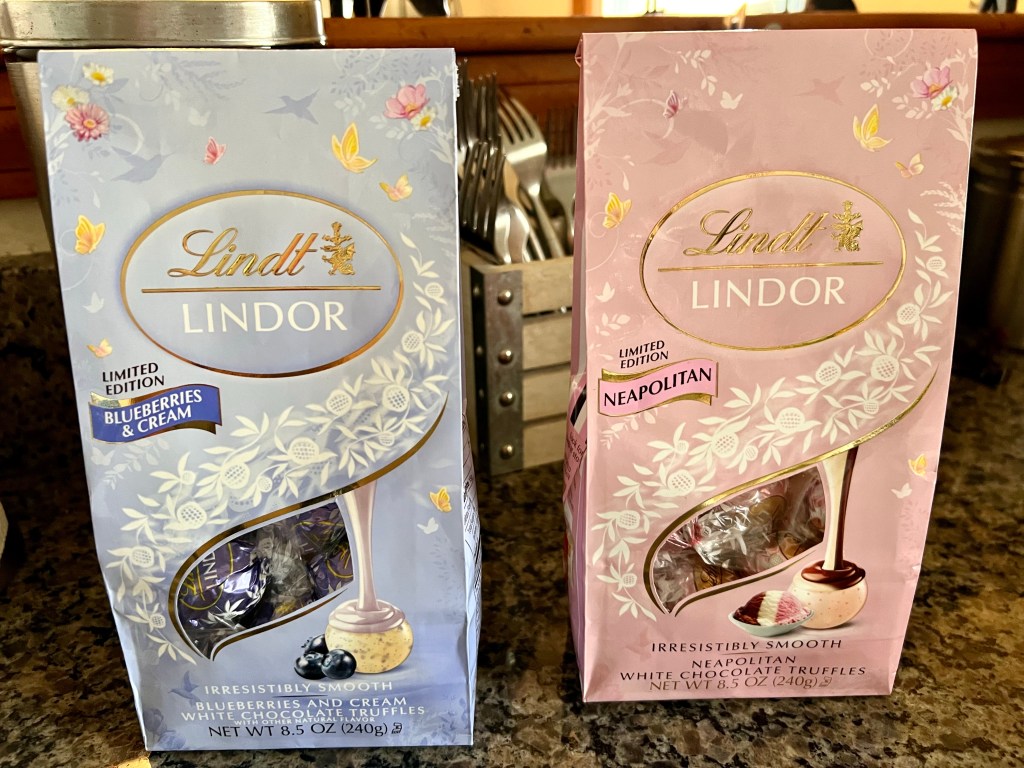 Lindt
LINDOR
LIMITED
EDITION
BLUEBERRIES
& CREAM
IRRESISTIBLY SMOOTH
BLUEBERRIES AND CREAM
WHITE CHOCOLATE TRUFFLES
WITH OTHER NATURAL FLAVOR
NET WT 8.5 OZ (240g)
Lindt
LINDOR
LIMITED
EDITION
NEAPOLITAN
IRRESISTIBLY SMOOTH
NEAPOLITAN
WHITE CHOCOLATE TRUFFLES
NET WT 8.5 OZ (240g)